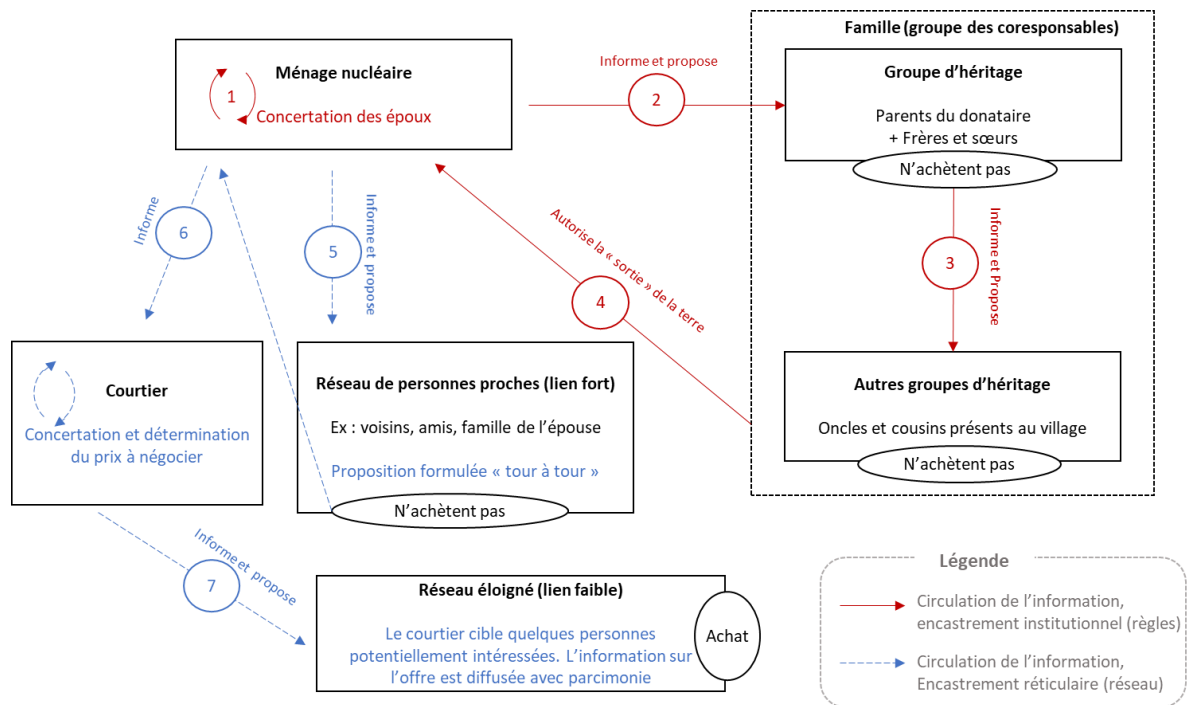 Famille (groupe des coresponsables)
Ménage nucléaire
1
Concertation des époux
Informe et propose
2
Groupe d’héritage
Parents du donataire
+ Frères et sœurs
N’achètent pas
Informe et Propose
3
Autres groupes d’héritage
Oncles et cousins présents au village
N’achètent pas
Autorise la « sortie » de la terre
4
Informe et propose
5
Informe
6
Réseau de personnes proches (lien fort)
Ex : voisins, amis, famille de l’épouse
Proposition formulée « tour à tour »
N’achètent pas
Courtier
Concertation et détermination
du prix à négocier
Informe et propose
7
Réseau éloigné (lien faible)
Le courtier cible quelques personnes
potentiellement intéressées. L’information sur
l’offre est diffusée avec parcimonie
Achat
Légende
Circulation de l’information,
encastrement institutionnel (règles)
Circulation de l’information,
Encastrement réticulaire (réseau)